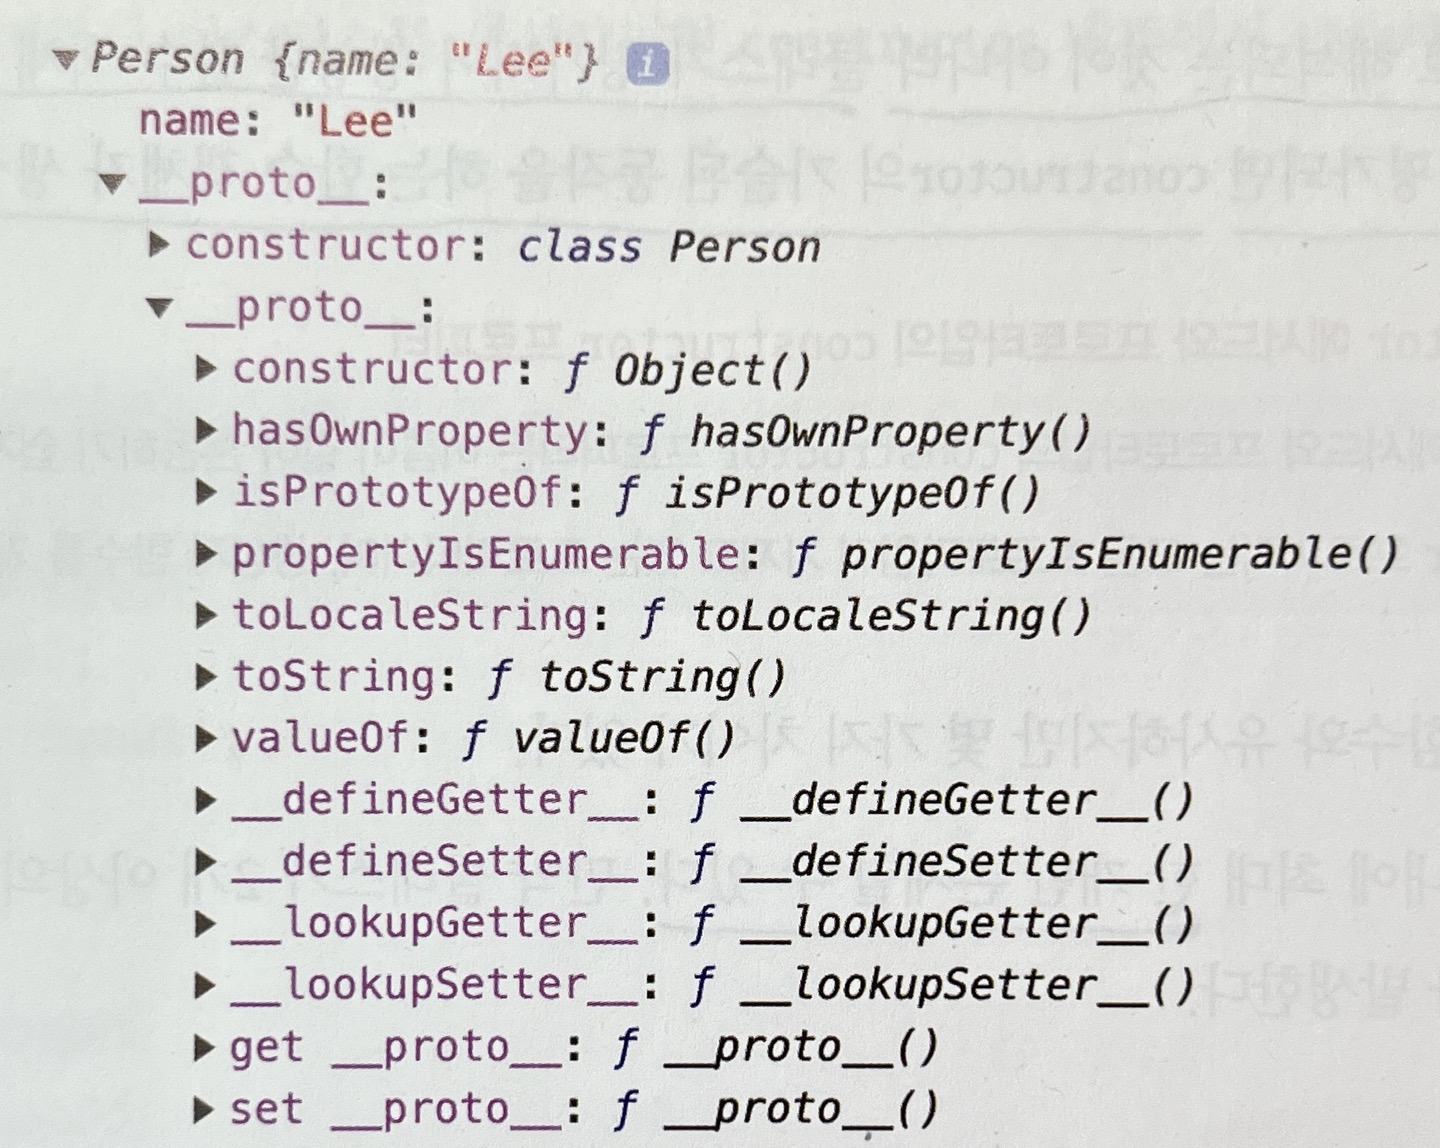 ▼ Person {name: "Lee"} i
name: "Lee"
▼ __proto__:
▶ constructor: class Person
▼ __proto__:
▶ constructor: ƒ Object()
▶ hasOwnProperty: ƒ hasOwnProperty()
▶ isPrototypeOf: ƒ isPrototypeOf()
▶ propertyIsEnumerable: ƒ propertyIsEnumerable()
▶ toLocaleString: ƒ toLocaleString()
▶ toString: ƒ toString()
▶ valueOf: ƒ valueOf()
▶ __defineGetter__: ƒ __defineGetter__()
▶ __defineSetter__: ƒ __defineSetter__()
▶ __lookupGetter__: ƒ __lookupGetter__()
▶ __lookupSetter__: ƒ __lookupSetter__()
▶ get __proto__: ƒ __proto__()
▶ set __proto__: ƒ __proto__()